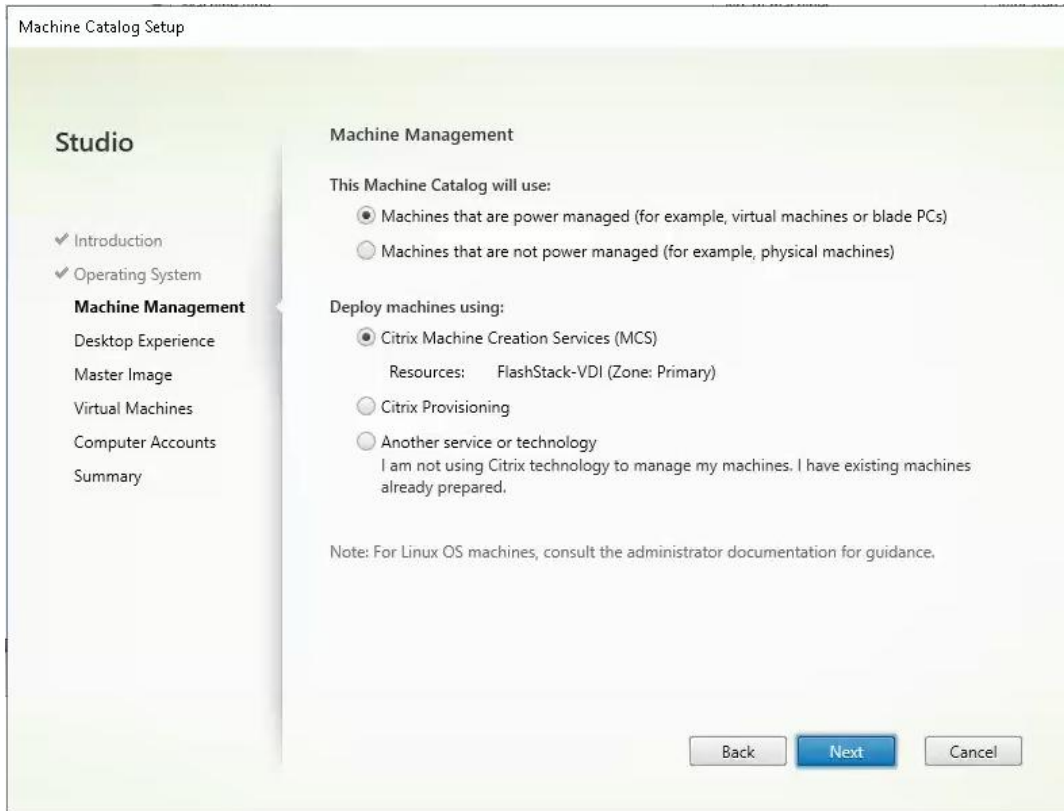 Machine Catalog Setup
Studio
✔ Introduction
✔ Operating System
Machine Management
Desktop Experience
Master Image
Virtual Machines
Computer Accounts
Summary
Machine Management
This Machine Catalog will use:
Machines that are power managed (for example, virtual machines or blade PCs)
Machines that are not power managed (for example, physical machines)
Deploy machines using:
Citrix Machine Creation Services (MCS)
Resources: FlashStack-VDI (Zone: Primary)
Citrix Provisioning
Another service or technology
I am not using Citrix technology to manage my machines. I have existing machines
already prepared.
Note: For Linux OS machines, consult the administrator documentation for guidance.
Back Next Cancel